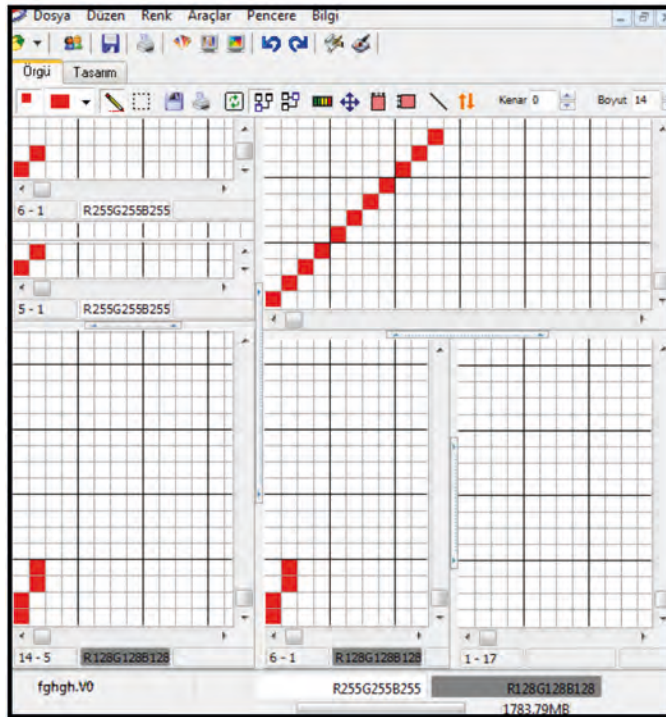 Dosya Düzen Renk Araçlar Pencere Bilgi
Örgü Tasarım
Kenar 0 Boyut 14
6 - 1 R255G255B255
5 - 1 R255G255B255
14 - 5 R128G128B128
6 - 1 R128G128B128
1 - 17
fghgh.V0 R255G255B255 R128G128B128
1783.79MB